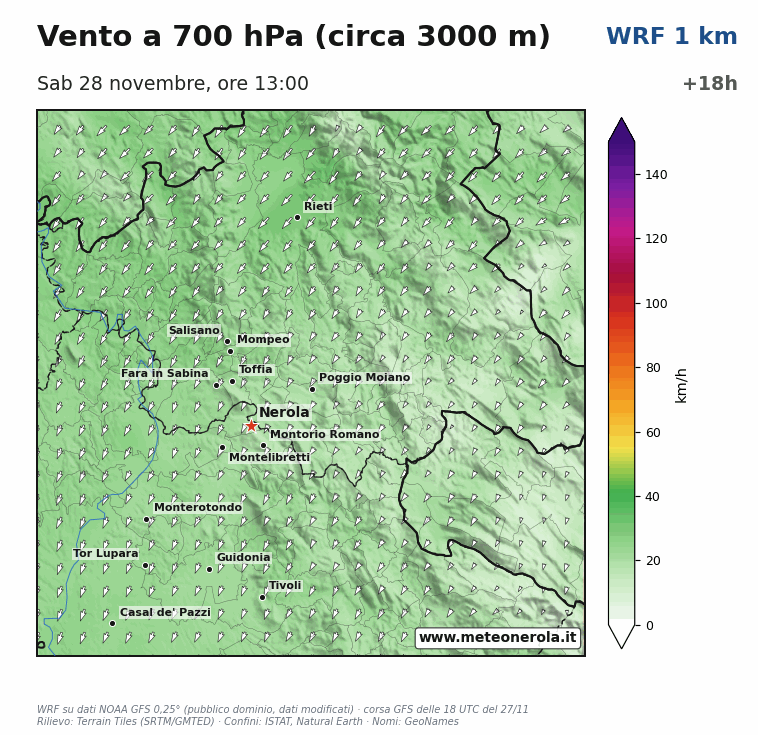 Vento a 700 hPa (circa 3000 m)
WRF 1 km
Sab 28 novembre, ore 13:00
+18h
Rieti
Salisano
Mompeo
Fara in Sabina
Toffia
Poggio Moiano
Nerola
Montorio Romano
Montelibretti
Monterotondo
Tor Lupara
Guidonia
Tivoli
Casal de' Pazzi
www.meteonerola.it
140
120
100
80
60
40
20
0
km/h
WRF su dati NOAA GFS 0,25° (pubblico dominio, dati modificati) · corsa GFS delle 18 UTC del 27/11
Rilievo: Terrain Tiles (SRTM/GMTED) · Confini: ISTAT, Natural Earth · Nomi: GeoNames